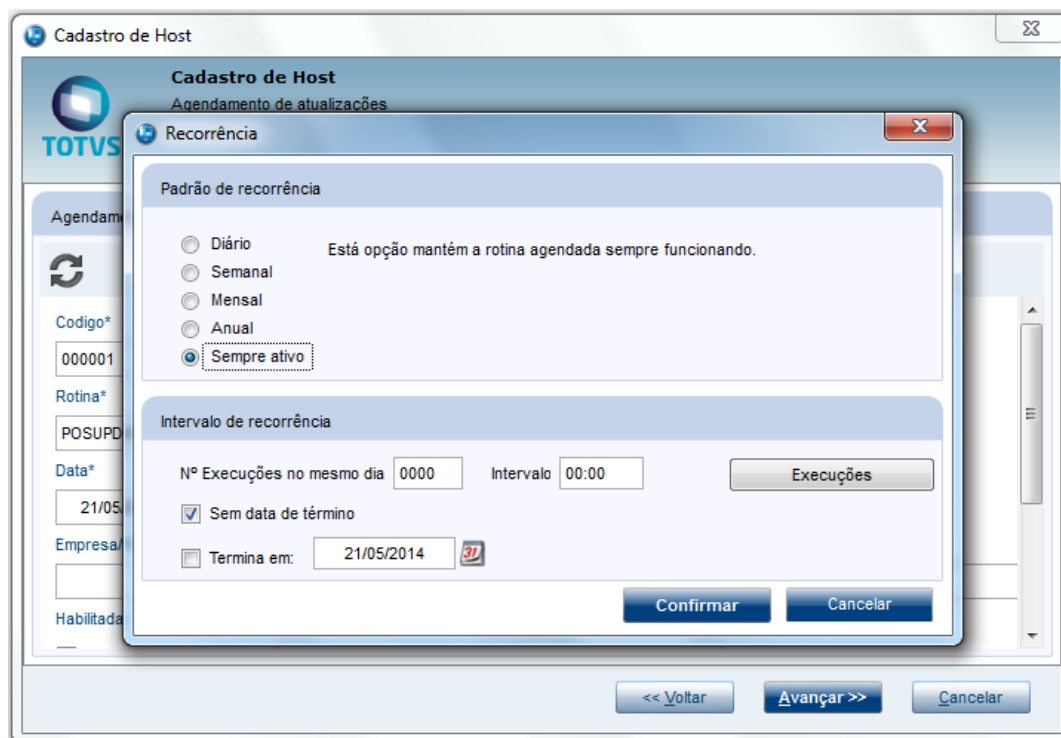 Cadastro de Host
Cadastro de Host
Agendamento de atualizações
TOTVS
Recorrência
Padrão de recorrência
Diário
Está opção mantém a rotina agendada sempre funcionando.
Semanal
Mensal
Anual
Sempre ativo
Codigo*
000001
Rotina*
Data*
Intervalo de recorrência
Nº Execuções no mesmo dia 0000 Intervalo 00:00 Execuções
Sem data de término
Termina em: 21/05/2014 31
Confirmar Cancelar
<< Voltar Avançar >> Cancelar